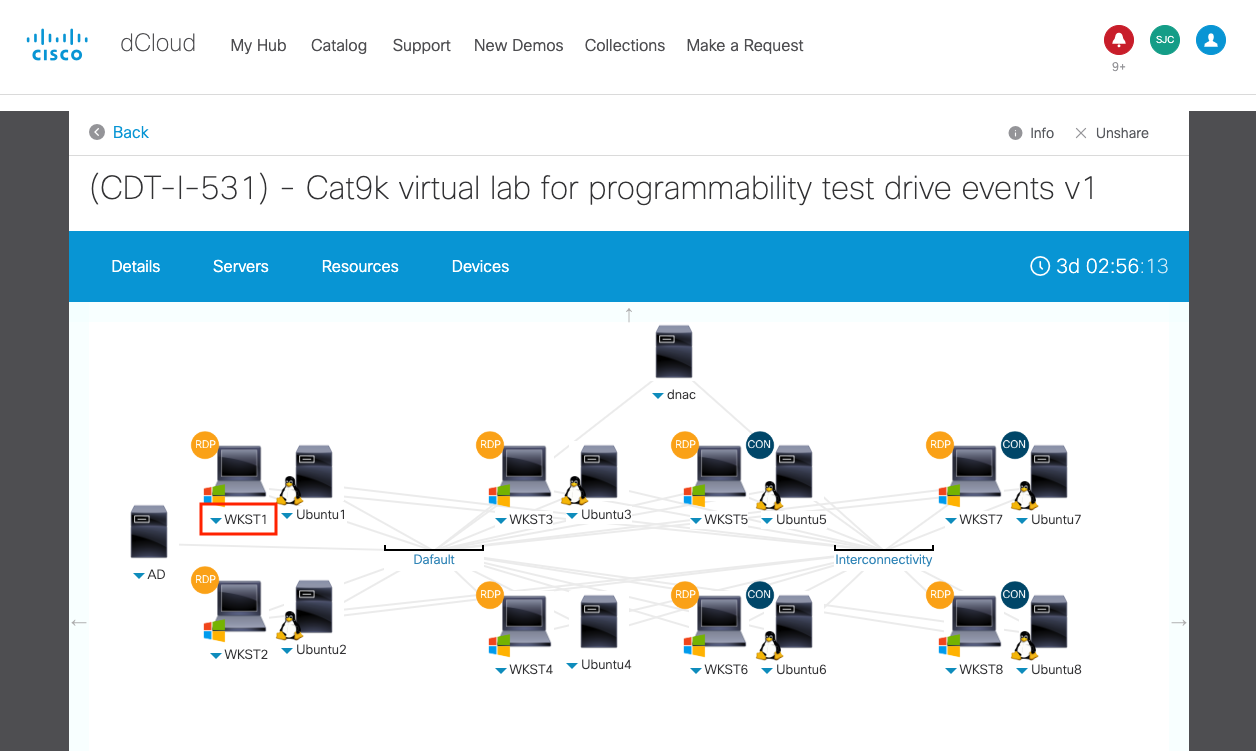 CISCO
dCloud
My Hub
Catalog
Support
New Demos
Collections
Make a Request
SJC
9+
Back
Info
Unshare
(CDT-I-531) - Cat9k virtual lab for programmability test drive events v1
Details
Servers
Resources
Devices
3d 02:56:13
dnac
RDP
RDP
RDP
CON
RDP
CON
WKST1
Ubuntu1
WKST3
Ubuntu3
WKST5
Ubuntu5
WKST7
Ubuntu7
Dafault
Interconnectivity
AD
RDP
RDP
RDP
CON
RDP
CON
WKST2
Ubuntu2
WKST4
Ubuntu4
WKST6
Ubuntu6
WKST8
Ubuntu8